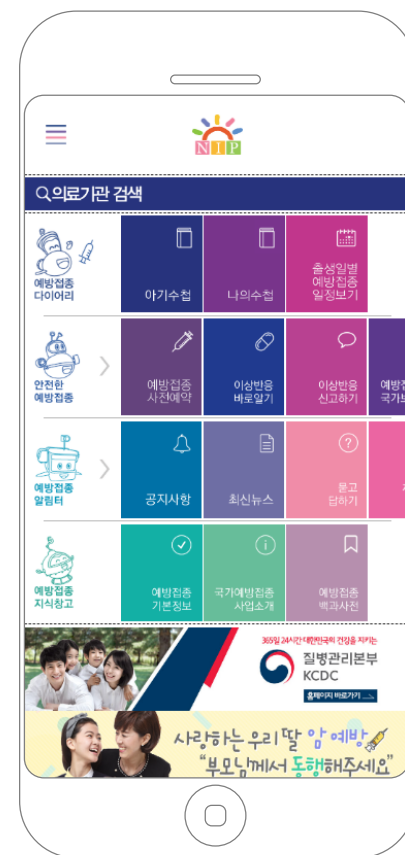 NIP
의료기관 검색
예방접종
다이어리
아기수첩
나의수첩
출생일별
예방접종
일정보기
안전한
예방접종
예방접종
사전예약
이상반응
바로알기
이상반응
신고하기
예방접
국가보
예방접종
알림터
공지사항
최신뉴스
묻고
답하기
예방접종
지식창고
예방접종
기본정보
국가예방접종
사업소개
예방접종
백과사전
365일 24시간 대한민국의 건강을 지키는
질병관리본부
KCDC
홈페이지 바로가기
사랑하는 우리 딸 암 예방
"부모님께서 동행해주세요"